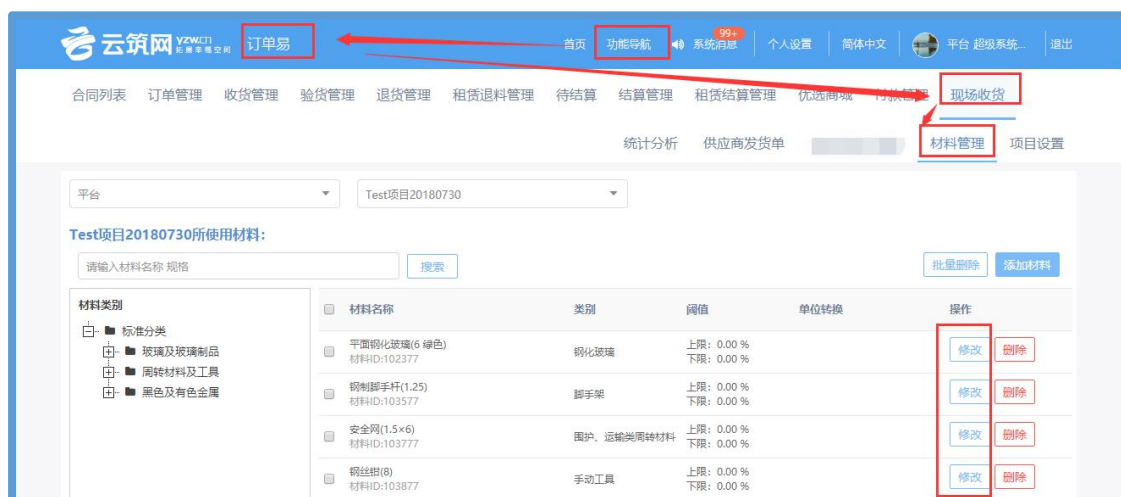 云筑网 yzw.cn 拓展幸福空间 订单易 首页 功能导航 系统消息 99+ 个人设置 简体中文 平台 超级系统... 退出
合同列表 订单管理 收货管理 验货管理 退货管理 租赁退料管理 待结算 结算管理 租赁结算管理 优选商城 付款管理 现场收货
统计分析 供应商发货单 材料管理 项目设置
平台 Test项目20180730
Test项目20180730所使用材料：
请输入材料名称 规格 搜索 批量删除 添加材料
材料类别 材料名称 类别 阈值 单位转换 操作
标准分类
玻璃及玻璃制品
周转材料及工具
黑色及有色金属
平面钢化玻璃(6 绿色) 钢化玻璃 上限：0.00 % 修改 删除
材料ID:102377 下限：0.00 %
钢制脚手杆(1.25) 脚手架 上限：0.00 % 修改 删除
材料ID:103577 下限：0.00 %
安全网(1.5×6) 围护、运输类周转材料 上限：0.00 % 修改 删除
材料ID:103777 下限：0.00 %
钢丝钳(8) 手动工具 上限：0.00 % 修改 删除
材料ID:103877 下限：0.00 %